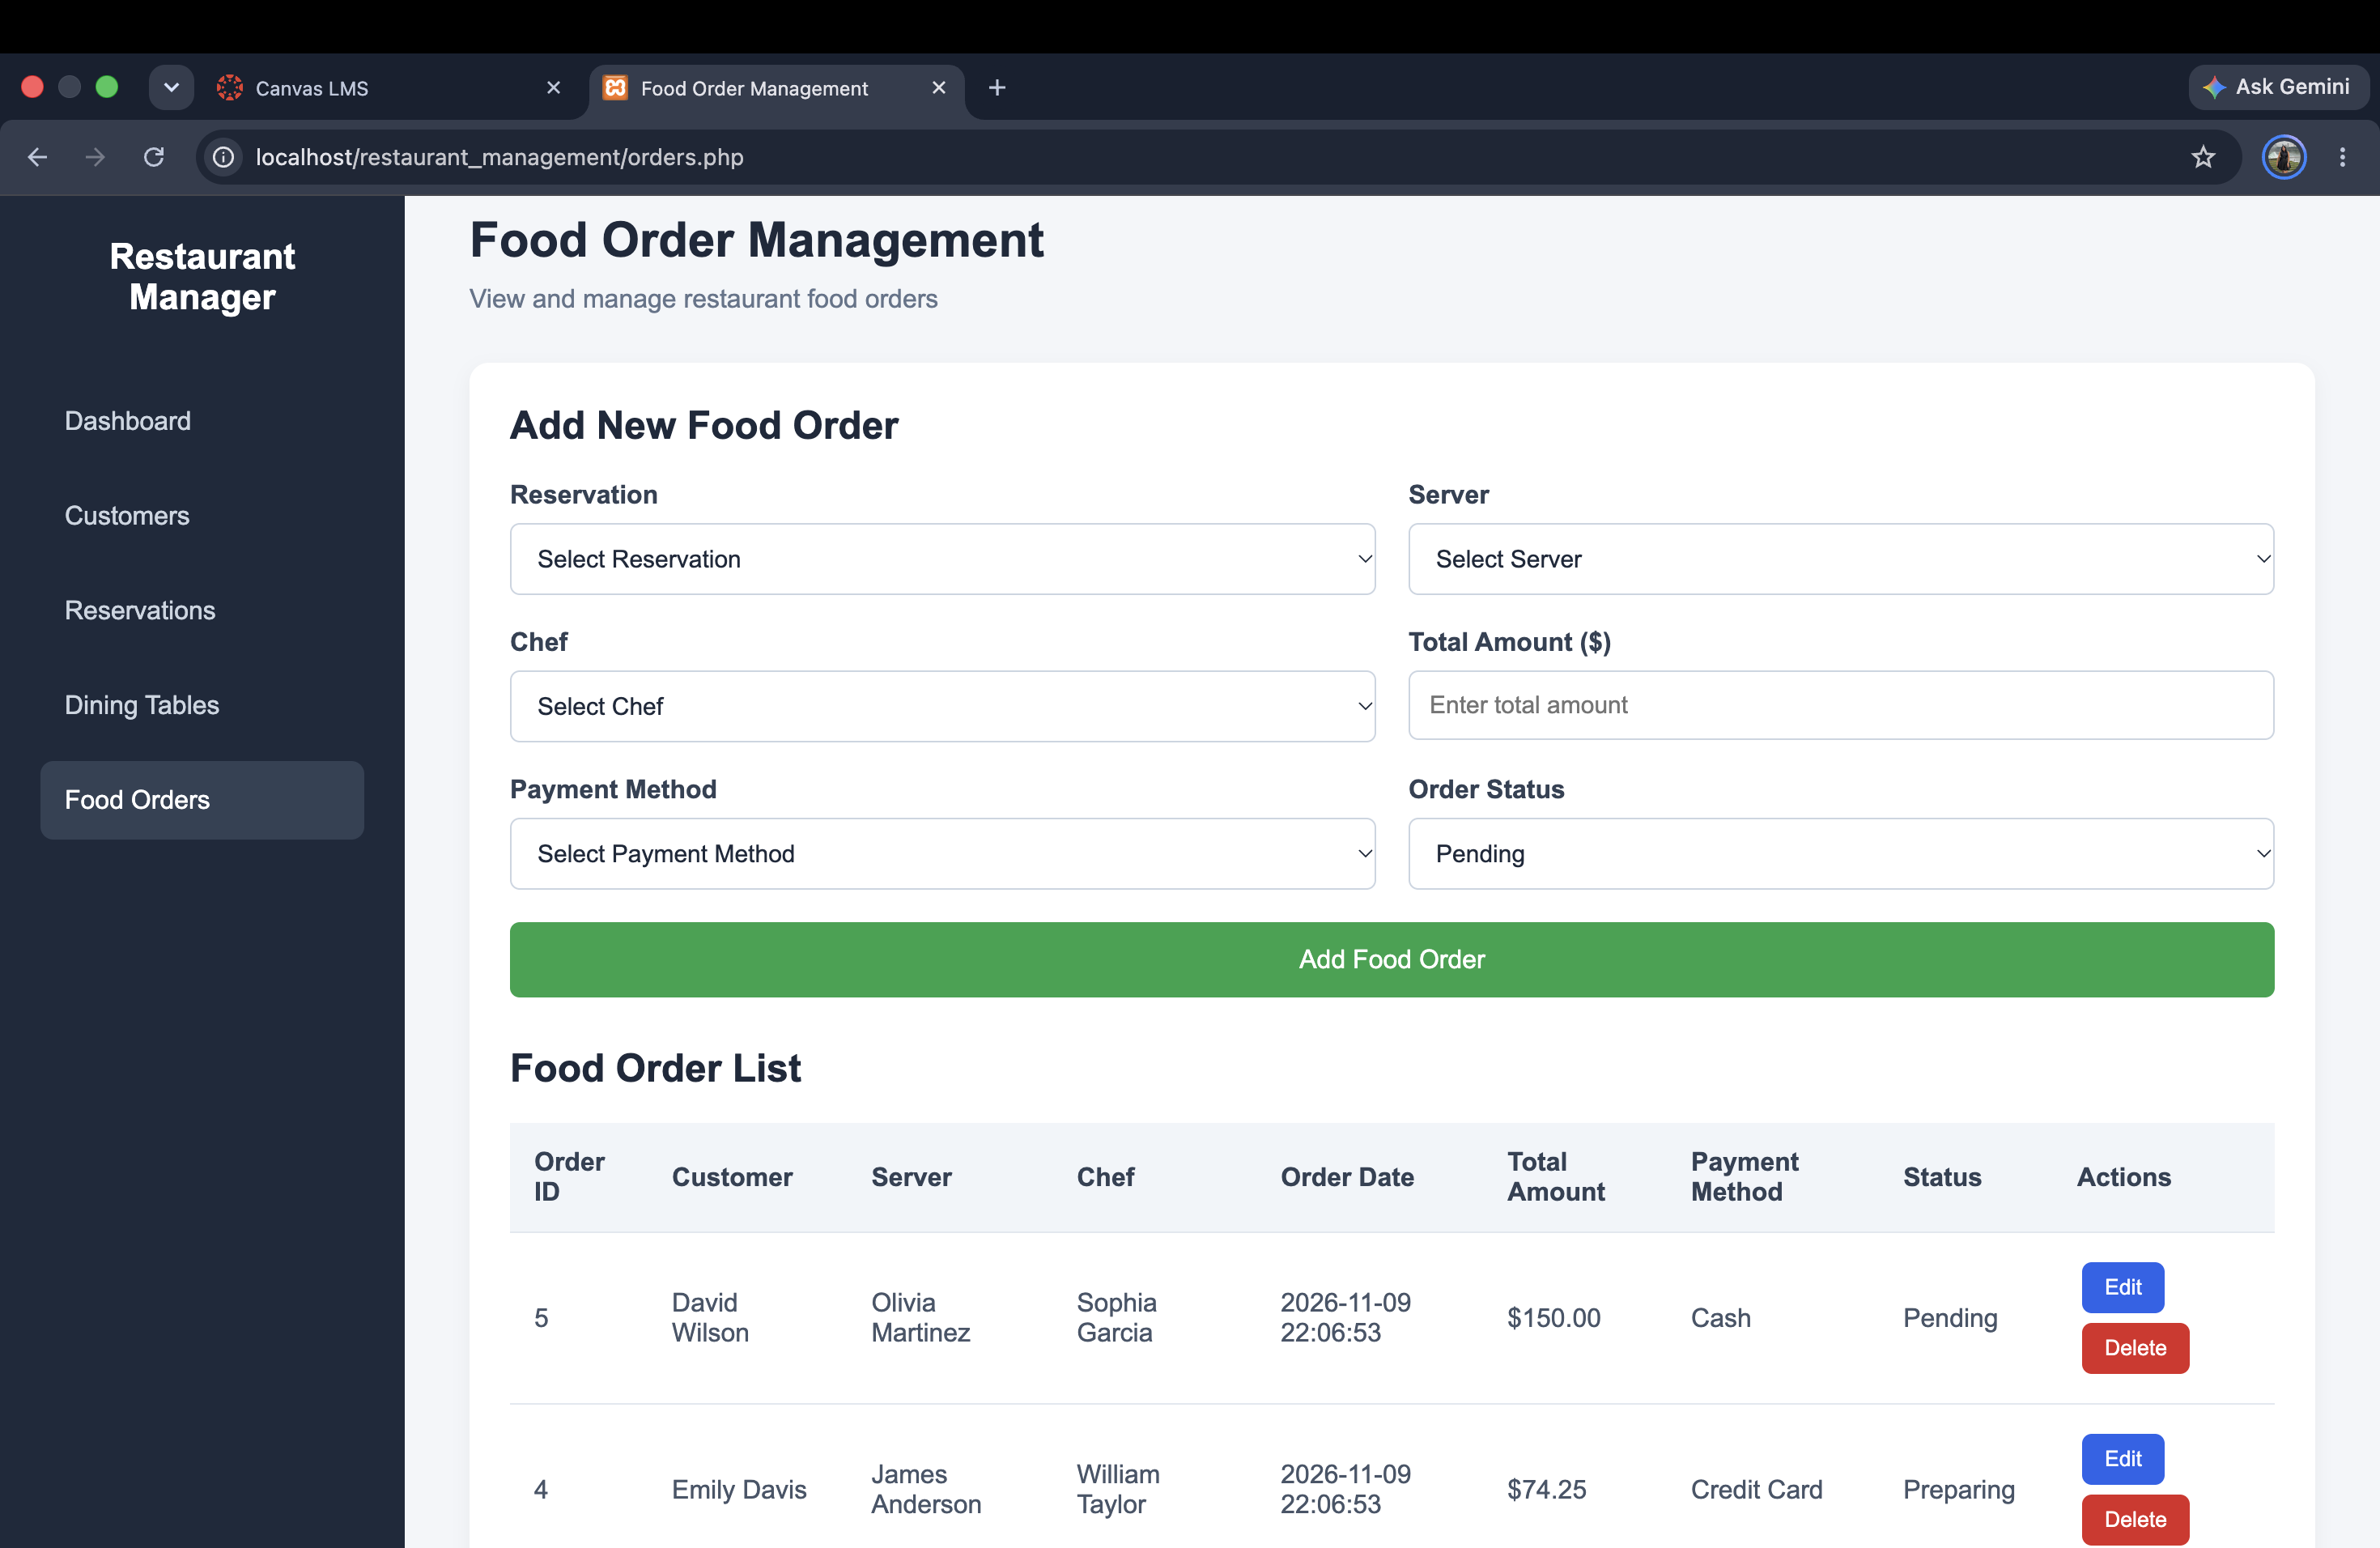 Canvas LMS
Food Order Management
Ask Gemini
localhost/restaurant_management/orders.php
Restaurant
Manager
Dashboard
Customers
Reservations
Dining Tables
Food Orders
Food Order Management
View and manage restaurant food orders
Add New Food Order
Reservation
Server
Select Reservation
Select Server
Chef
Total Amount ($)
Select Chef
Enter total amount
Payment Method
Order Status
Select Payment Method
Pending
Add Food Order
Food Order List
Order
ID
Customer
Server
Chef
Order Date
Total
Amount
Payment
Method
Status
Actions
5
David
Wilson
Olivia
Martinez
Sophia
Garcia
2026-11-09
22:06:53
$150.00
Cash
Pending
Edit
Delete
4
Emily Davis
James
Anderson
William
Taylor
2026-11-09
22:06:53
$74.25
Credit Card
Preparing
Edit
Delete